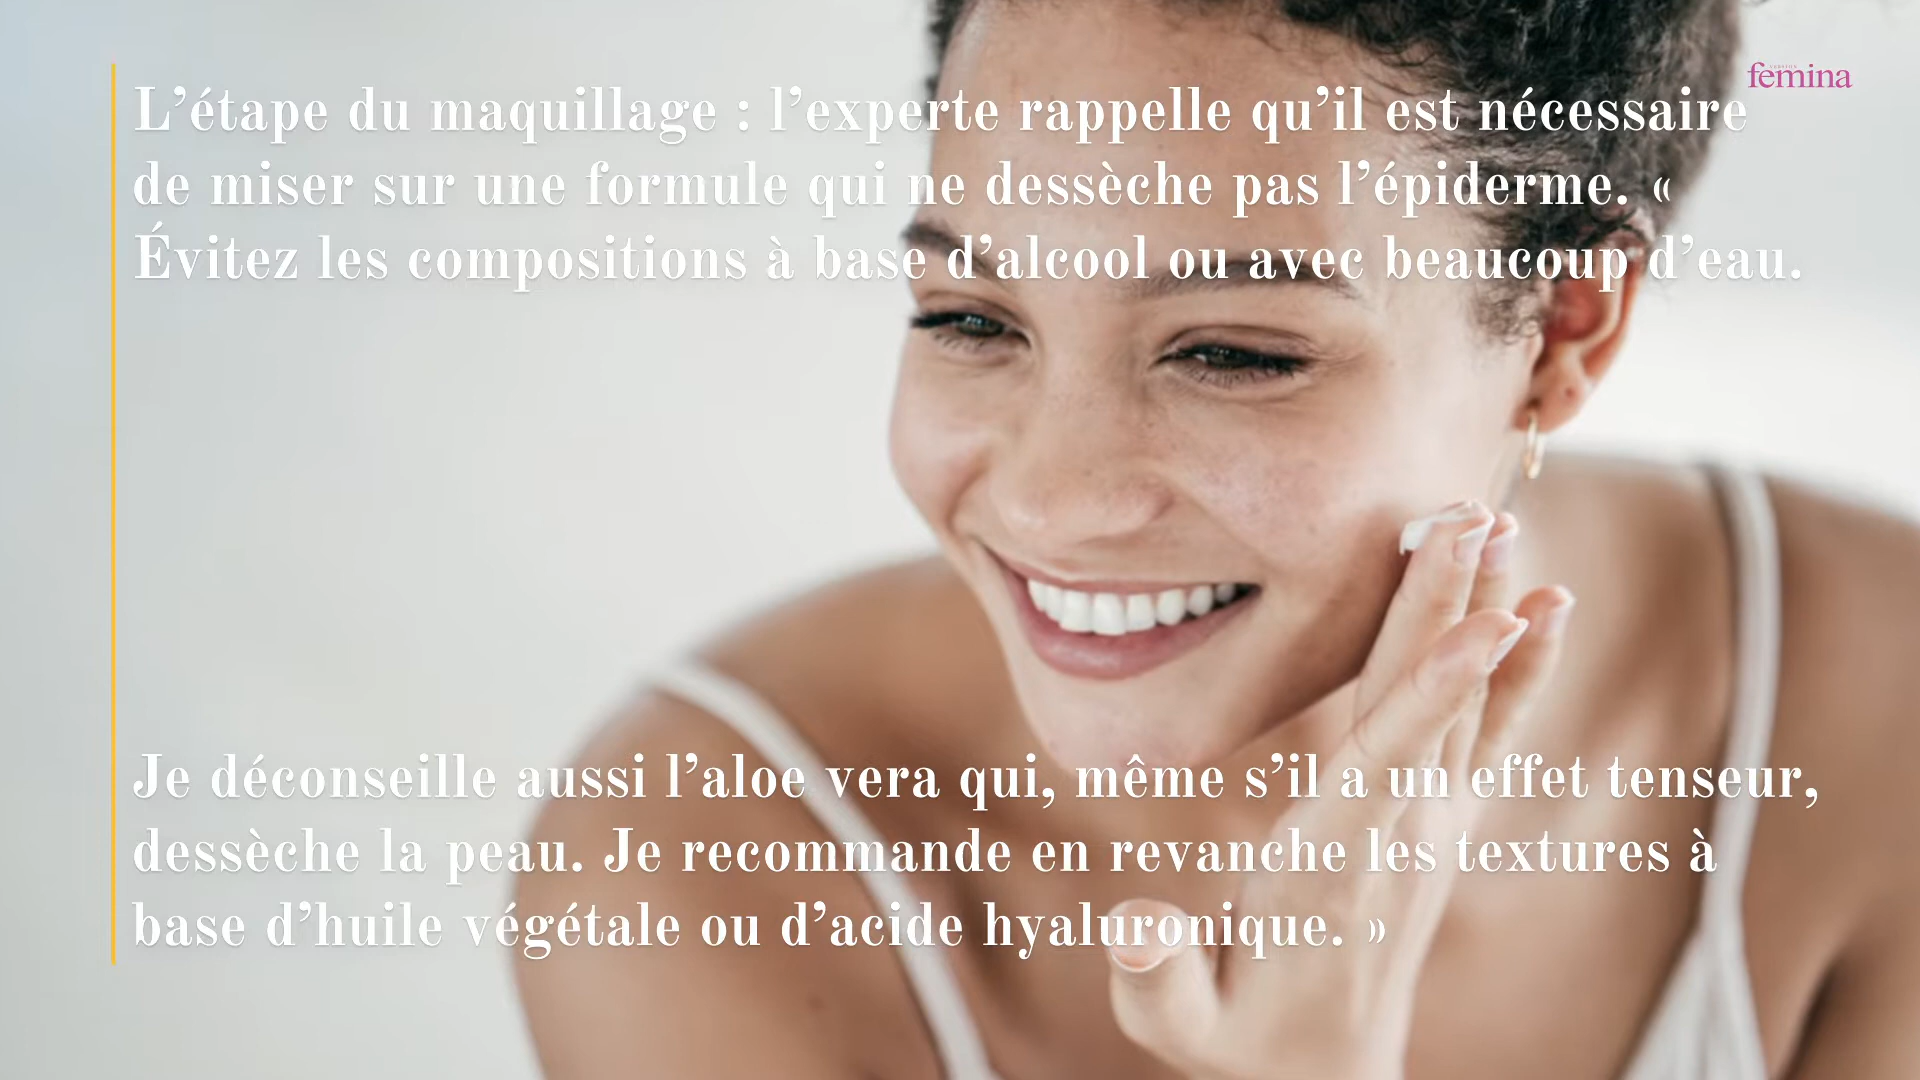 femina
L’étape du maquillage : l’experte rappelle qu’il est nécessaire
de miser sur une formule qui ne dessèche pas l’épiderme. «
Évitez les compositions à base d’alcool ou avec beaucoup d’eau.
Je déconseille aussi l’aloe vera qui, même s’il a un effet tenseur,
dessèche la peau. Je recommande en revanche les textures à
base d’huile végétale ou d’acide hyaluronique. »